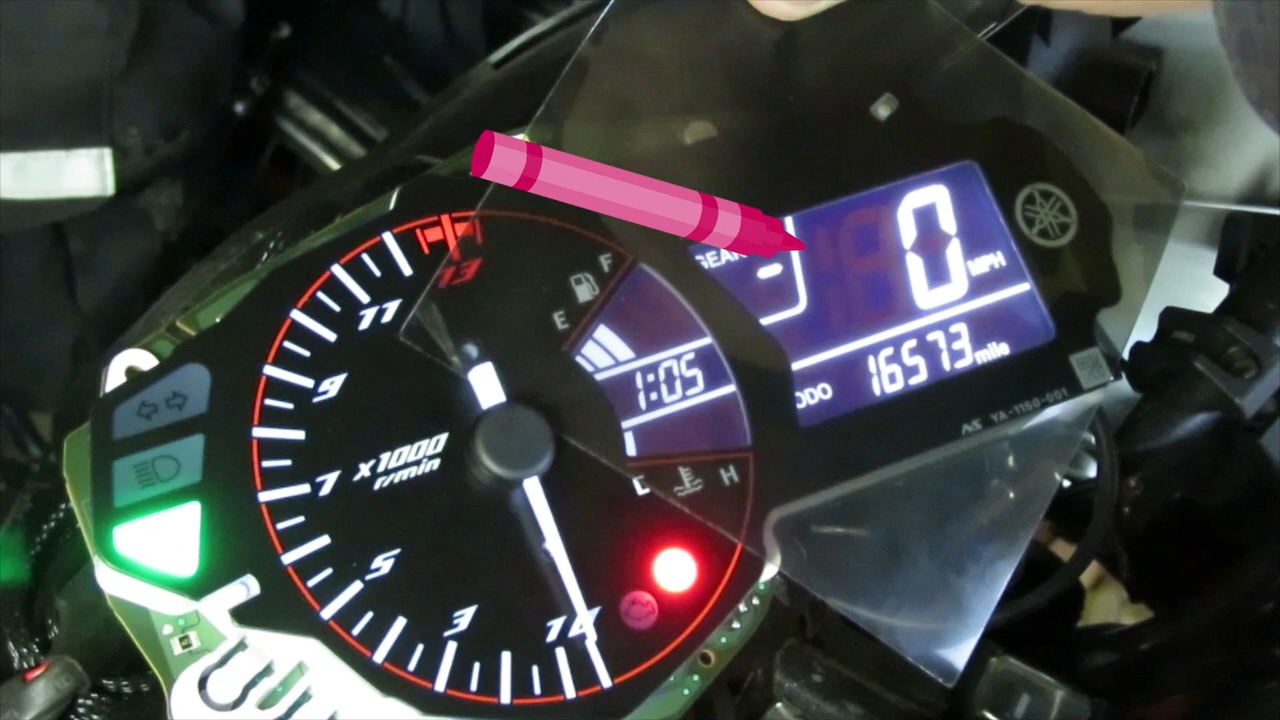 GEAR
-
0 MPH
ODO 16573 mile
YA-1160-001
F
E
1:05
C H
13
11
9
7
5
3
1
x1000
r/min